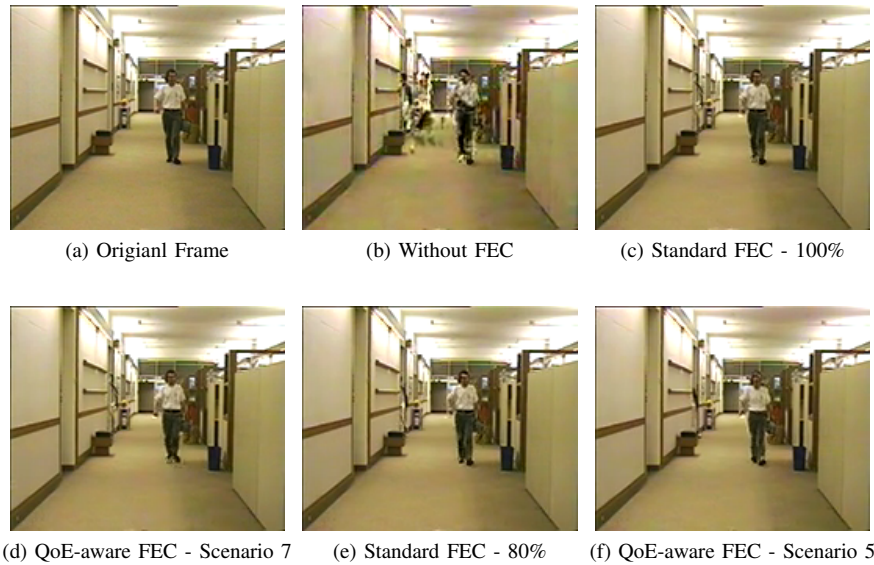 (a) Origianl Frame
(b) Without FEC
(c) Standard FEC - 100%
(d) QoE-aware FEC - Scenario 7
(e) Standard FEC - 80%
(f) QoE-aware FEC - Scenario 5